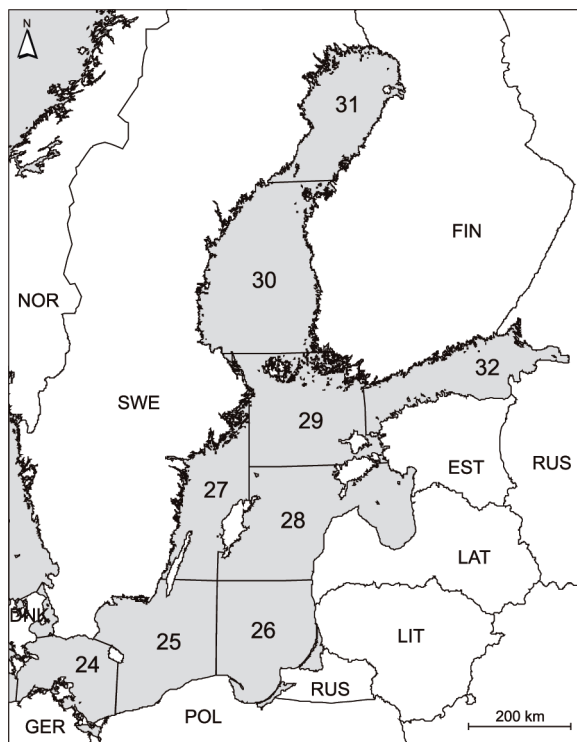 N
31
FIN
30
NOR
32
SWE
29
EST
RUS
27
28
LAT
DNK
25
26
LIT
24
RUS
POL
GER
200 km